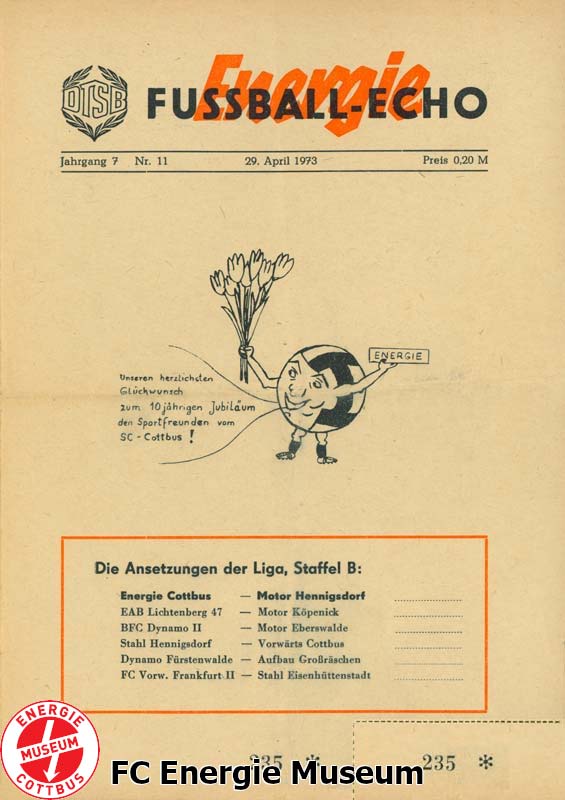 Energie
DTSB
FUSSBALL-ECHO
Jahrgang 7 Nr. 11 29. April 1973 Preis 0,20 M
ENERGIE
Unseren herzlichsten
Glückwunsch
zum 10jährigen Jubiläum
den Sportfreunden vom
SC-Cottbus!
Die Ansetzungen der Liga, Staffel B:
Energie Cottbus — Motor Hennigsdorf
EAB Lichtenberg 47 — Motor Köpenick
BFC Dynamo II — Motor Eberswalde
Stahl Hennigsdorf — Vorwärts Cottbus
Dynamo Fürstenwalde — Aufbau Großräschen
FC Vorw. Frankfurt II — Stahl Eisenhüttenstadt
235 * 235 *
ENERGIE
MUSEUM
COTTBUS
FC Energie Museum